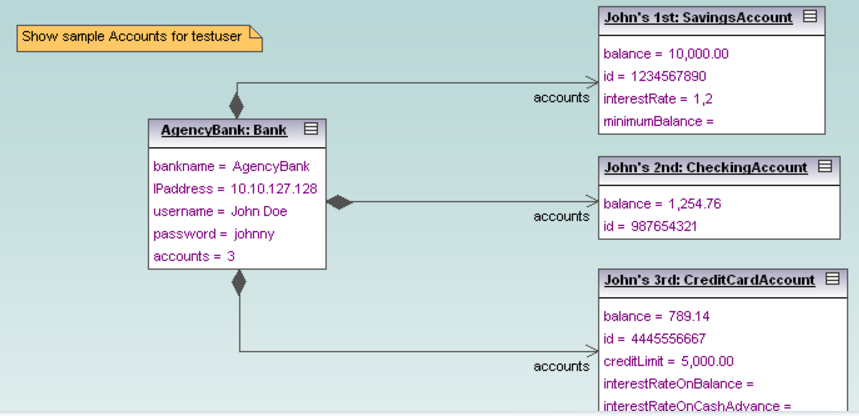 Show sample Accounts for testuser
John's 1st: SavingsAccount
balance = 10,000.00
id = 1234567890
interestRate = 1,2
minimumBalance =
accounts
AgencyBank: Bank
bankname = AgencyBank
IPaddress = 10.10.127.128
username = John Doe
password = johnny
accounts = 3
John's 2nd: CheckingAccount
balance = 1,254.76
id = 987654321
accounts
John's 3rd: CreditCardAccount
balance = 789.14
id = 4445556667
creditLimit = 5,000.00
interestRateOnBalance =
interestRateOnCashAdvance =
accounts